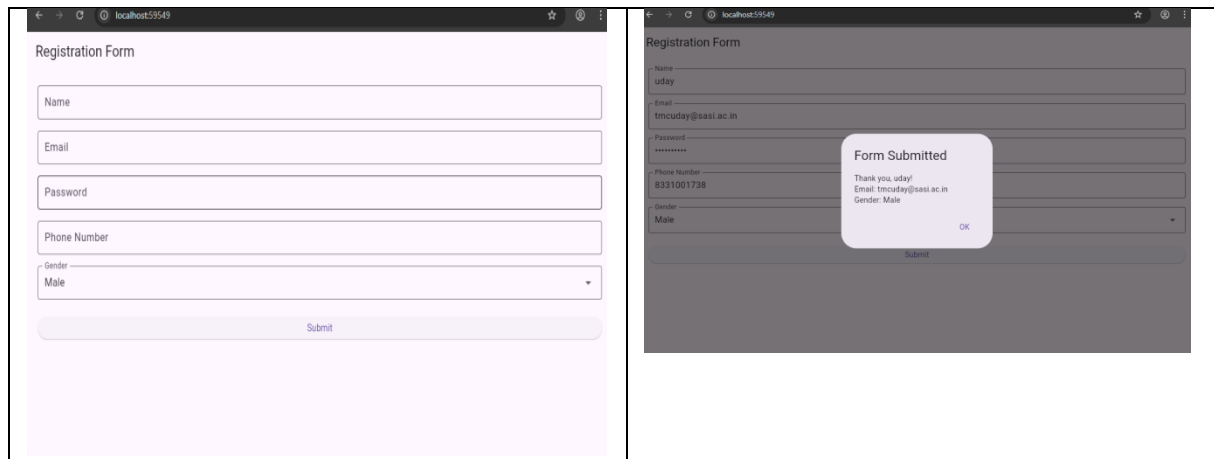 localhost:59549
Registration Form
Name
Email
Password
Phone Number
Gender
Male
Submit
localhost:59549
Registration Form
Name
uday
Email
tmcuday@sasi.ac.in
Password
••••••••••
Phone Number
8331001738
Gender
Male
Submit
Form Submitted
Thank you, uday!
Email: tmcuday@sasi.ac.in
Gender: Male
OK